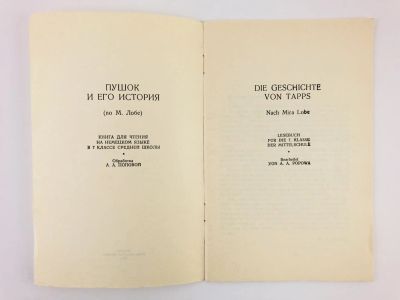 ПУШОК
И ЕГО ИСТОРИЯ
(по М. Лобе)
КНИГА ДЛЯ ЧТЕНИЯ
НА НЕМЕЦКОМ ЯЗЫКЕ
В 7 КЛАССЕ СРЕДНЕЙ ШКОЛЫ
Обработка
А. А. ПОПОВОЙ
DIE GESCHICHTE
VON TAPPS
Nach Mira Lobe
LESEBUCH
FÜR DIE 7. KLASSE
DER MITTELSCHULE
Bearbeitet
VON A. A. POPOWA